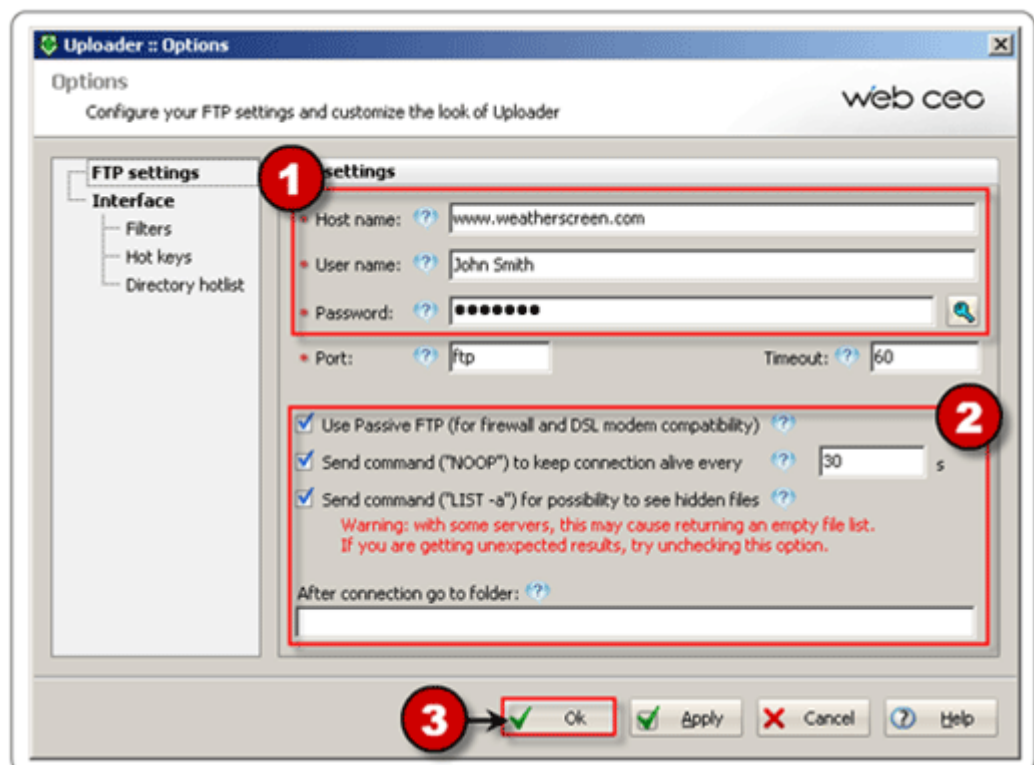 Uploader :: Options
Options
web ceo
Configure your FTP settings and customize the look of Uploader
FTP settings
Interface
Filters
Hot keys
Directory hotlist
1
settings
* Host name: (?) www.weatherscreen.com
* User name: (?) John Smith
* Password: (?) •••••••
* Port: (?) ftp Timeout: (?) 60
2
Use Passive FTP (for firewall and DSL modem compatibility) (?)
Send command ("NOOP") to keep connection alive every (?) 30 s
Send command ("LIST -a") for possibility to see hidden files (?)
Warning: with some servers, this may cause returning an empty file list.
If you are getting unexpected results, try unchecking this option.
After connection go to folder: (?)
3
Ok
Apply
Cancel
Help